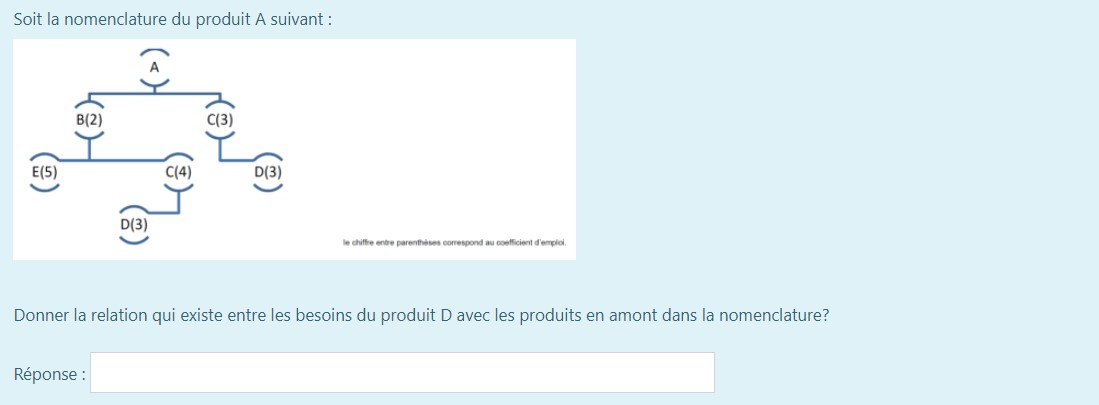 Soit la nomenclature du produit A suivant :
A
B(2)
C(3)
E(5)
C(4)
D(3)
D(3)
le chiffre entre parenthèses correspond au coefficient d'emploi.
Donner la relation qui existe entre les besoins du produit D avec les produits en amont dans la nomenclature?
Réponse :